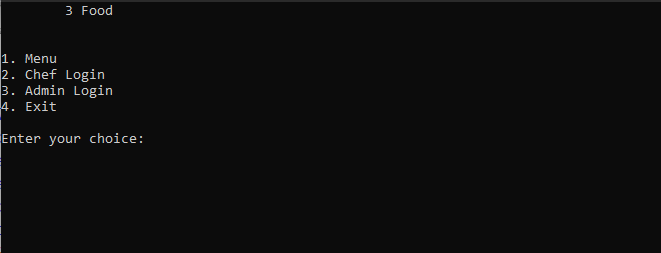 3 Food
1. Menu
2. Chef Login
3. Admin Login
4. Exit
Enter your choice: